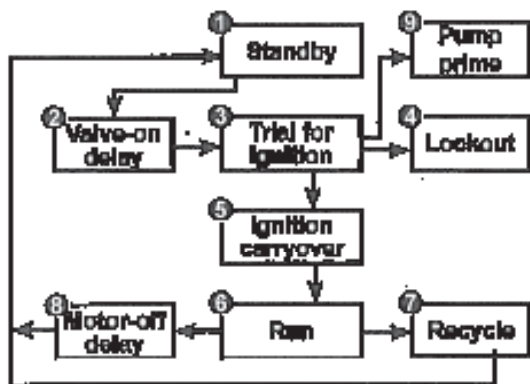 1
Standby
9
Pump
prime
2
Valve-on
delay
3
Trial for
ignition
4
Lockout
5
Ignition
carryover
8
Motor-off
delay
6
Run
7
Recycle